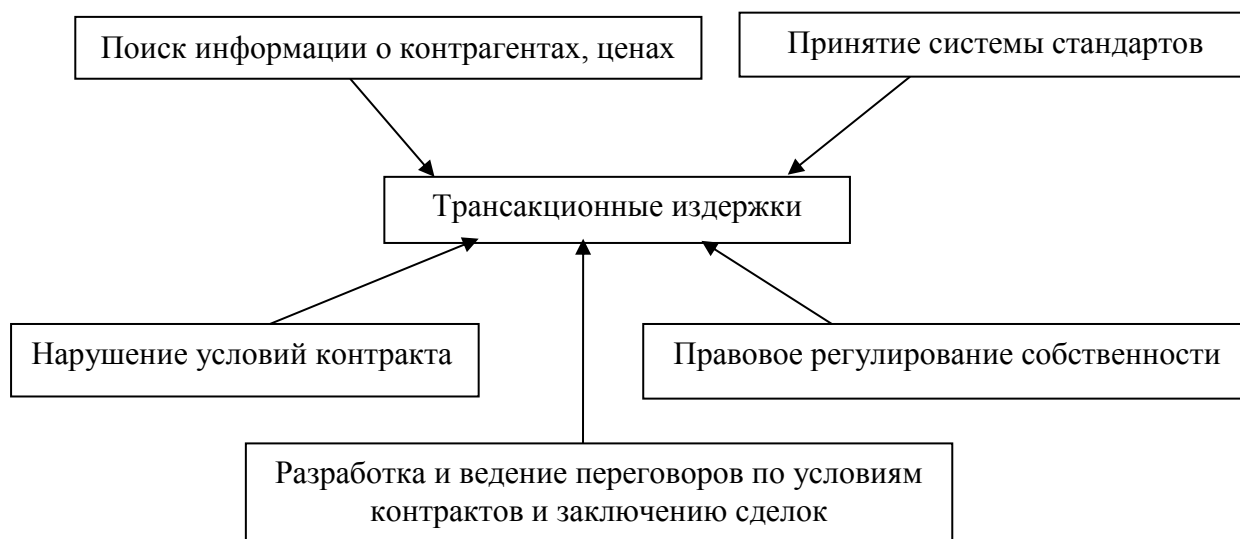 Поиск информации о контрагентах, ценах
Принятие системы стандартов
Трансакционные издержки
Нарушение условий контракта
Правовое регулирование собственности
Разработка и ведение переговоров по условиям
контрактов и заключению сделок